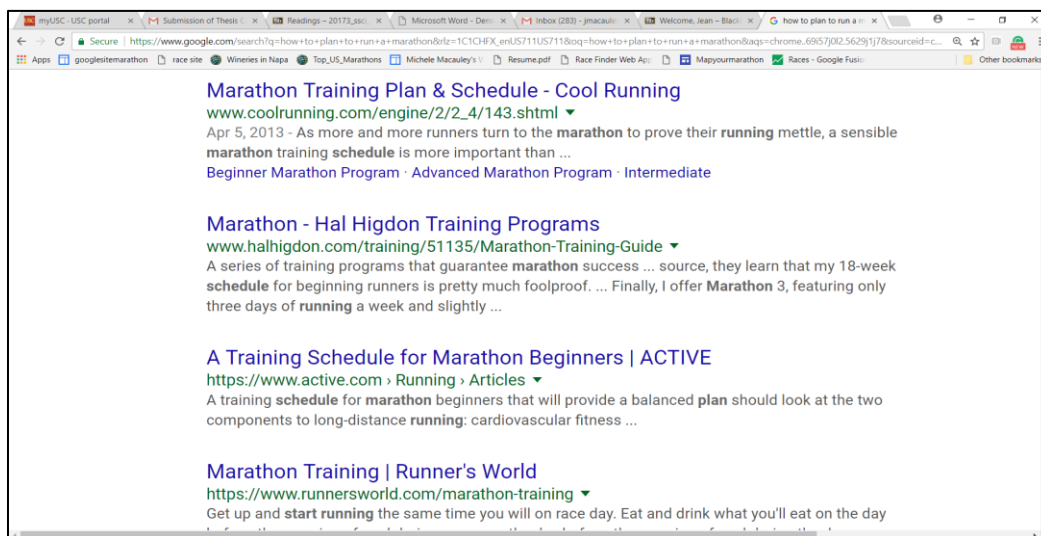 myUSC - USC portal
Submission of Thesis C
Readings – 20173_ssci
Microsoft Word - Dem
Inbox (283) - jmacaule
Welcome, Jean – Black
how to plan to run a m
Secure | https://www.google.com/search?q=how+to+plan+to+run+a+marathon&rlz=1C1CHFX_enUS711US711&oq=how+to+plan+to+run+a+marathon&aqs=chrome..69i57j0l2.5629j1j7&sourceid=c...
Apps googlesitemarathon race site Wineries in Napa Top_US_Marathons Michele Macauley's V Resume.pdf Race Finder Web App Mapyourmarathon Races - Google Fusio Other bookmarks
Marathon Training Plan & Schedule - Cool Running
www.coolrunning.com/engine/2/2_4/143.shtml
Apr 5, 2013 - As more and more runners turn to the marathon to prove their running mettle, a sensible
marathon training schedule is more important than ...
Beginner Marathon Program · Advanced Marathon Program · Intermediate
Marathon - Hal Higdon Training Programs
www.halhigdon.com/training/51135/Marathon-Training-Guide
A series of training programs that guarantee marathon success ... source, they learn that my 18-week
schedule for beginning runners is pretty much foolproof. ... Finally, I offer Marathon 3, featuring only
three days of running a week and slightly ...
A Training Schedule for Marathon Beginners | ACTIVE
https://www.active.com › Running › Articles
A training schedule for marathon beginners that will provide a balanced plan should look at the two
components to long-distance running: cardiovascular fitness ...
Marathon Training | Runner's World
https://www.runnersworld.com/marathon-training
Get up and start running the same time you will on race day. Eat and drink what you'll eat on the day